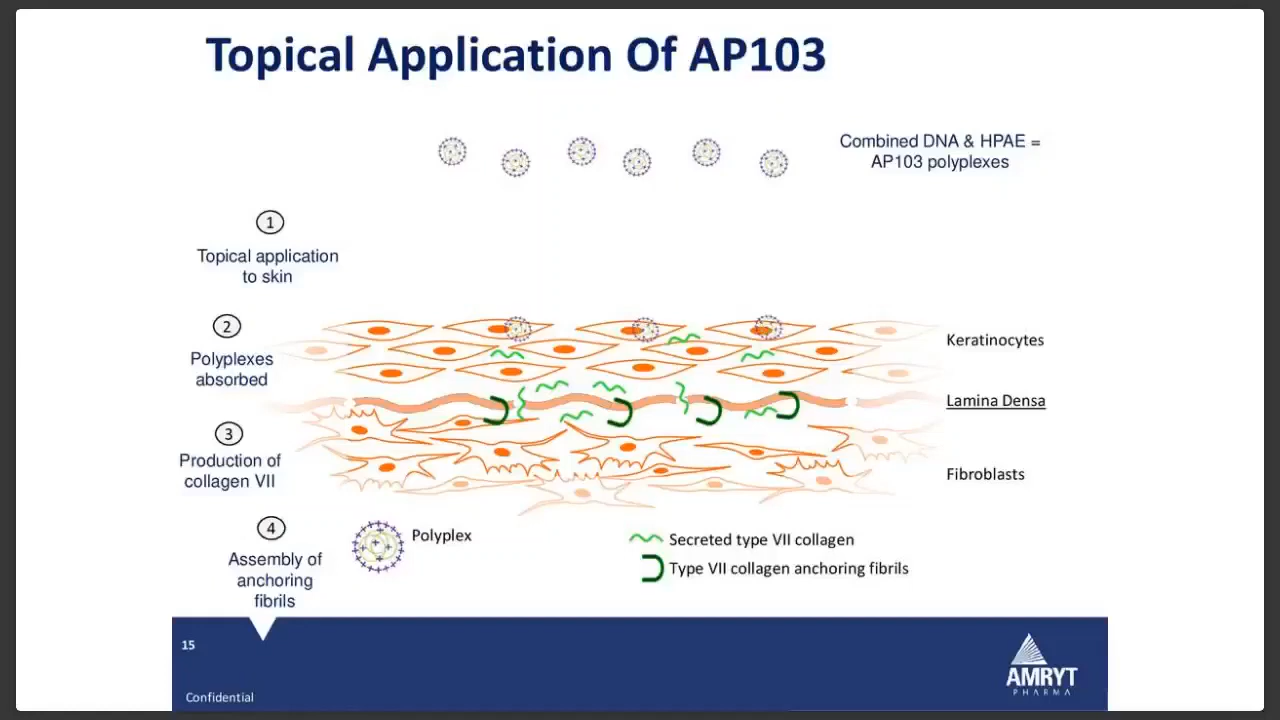 Topical Application Of AP103
Combined DNA & HPAE =
AP103 polyplexes
1
Topical application
to skin
2
Polyplexes
absorbed
Keratinocytes
Lamina Densa
3
Production of
collagen VII
Fibroblasts
4
Assembly of
anchoring
fibrils
Polyplex
Secreted type VII collagen
Type VII collagen anchoring fibrils
15
Confidential
AMRYT
PHARMA